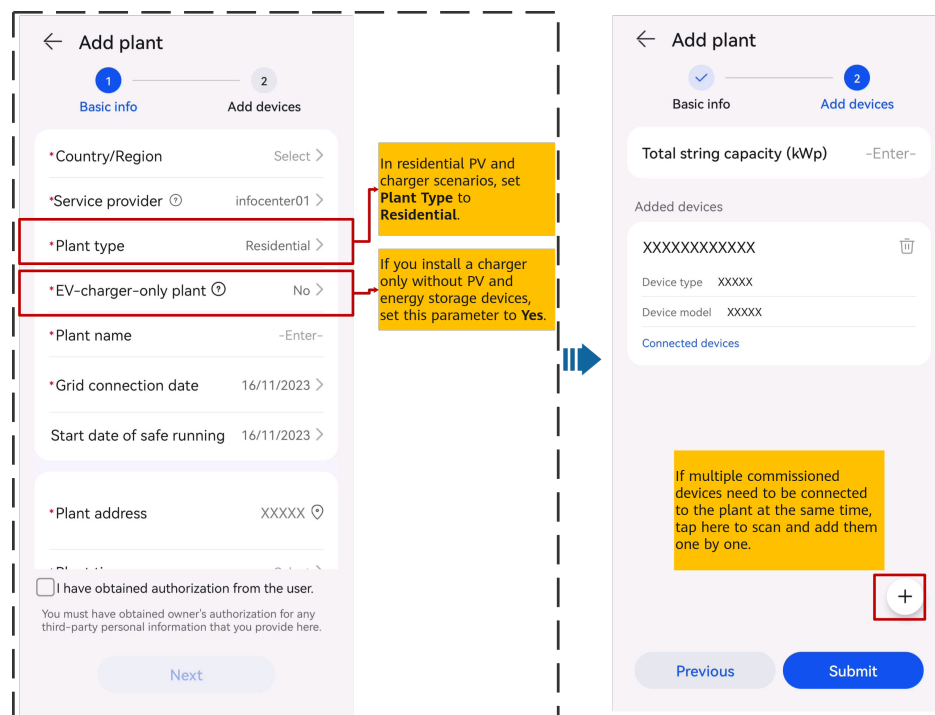 ← Add plant
1
2
Basic info
Add devices
*Country/Region
Select >
*Service provider ?
infocenter01 >
*Plant type
Residential >
*EV-charger-only plant ?
No >
*Plant name
-Enter-
*Grid connection date
16/11/2023 >
Start date of safe running
16/11/2023 >
*Plant address
XXXXX
I have obtained authorization from the user.
You must have obtained owner's authorization for any
third-party personal information that you provide here.
Next
In residential PV and
charger scenarios, set
Plant Type to
Residential.
If you install a charger
only without PV and
energy storage devices,
set this parameter to Yes.
← Add plant
2
Basic info
Add devices
Total string capacity (kWp)
-Enter-
Added devices
XXXXXXXXXXXX
Device type XXXXX
Device model XXXXX
Connected devices
If multiple commissioned
devices need to be connected
to the plant at the same time,
tap here to scan and add them
one by one.
+
Previous
Submit